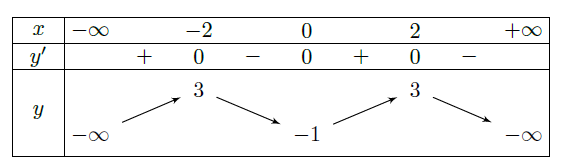 x −∞ −2 0 2 +∞
y′ + 0 − 0 + 0 −
3 3
y
−∞ −1 −∞